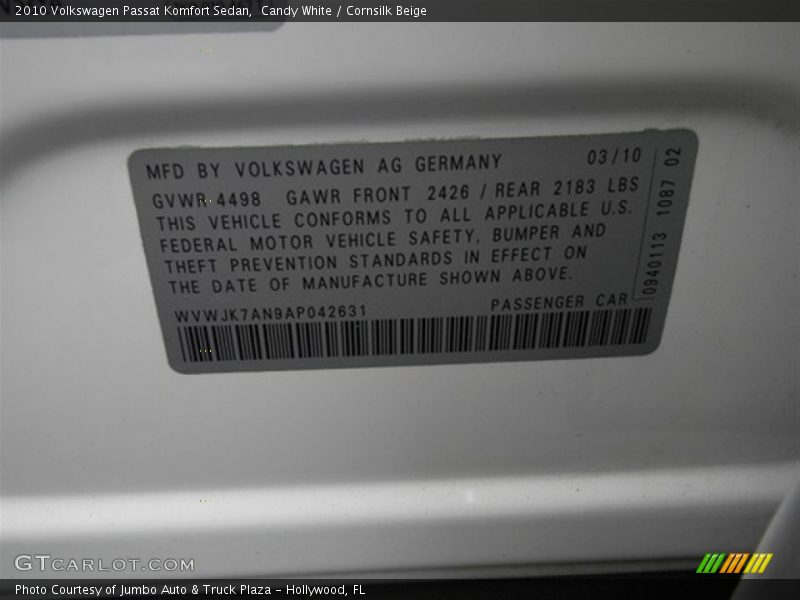 2010 Volkswagen Passat Komfort Sedan, Candy White / Cornsilk Beige
MFD BY VOLKSWAGEN AG GERMANY 03/10
GVWR 4498 GAWR FRONT 2426 / REAR 2183 LBS
THIS VEHICLE CONFORMS TO ALL APPLICABLE U.S.
FEDERAL MOTOR VEHICLE SAFETY, BUMPER AND
THEFT PREVENTION STANDARDS IN EFFECT ON
THE DATE OF MANUFACTURE SHOWN ABOVE.
WVWJK7AN9AP042631 PASSENGER CAR
0940113 1087 02
GTCARLOT.COM
Photo Courtesy of Jumbo Auto & Truck Plaza - Hollywood, FL